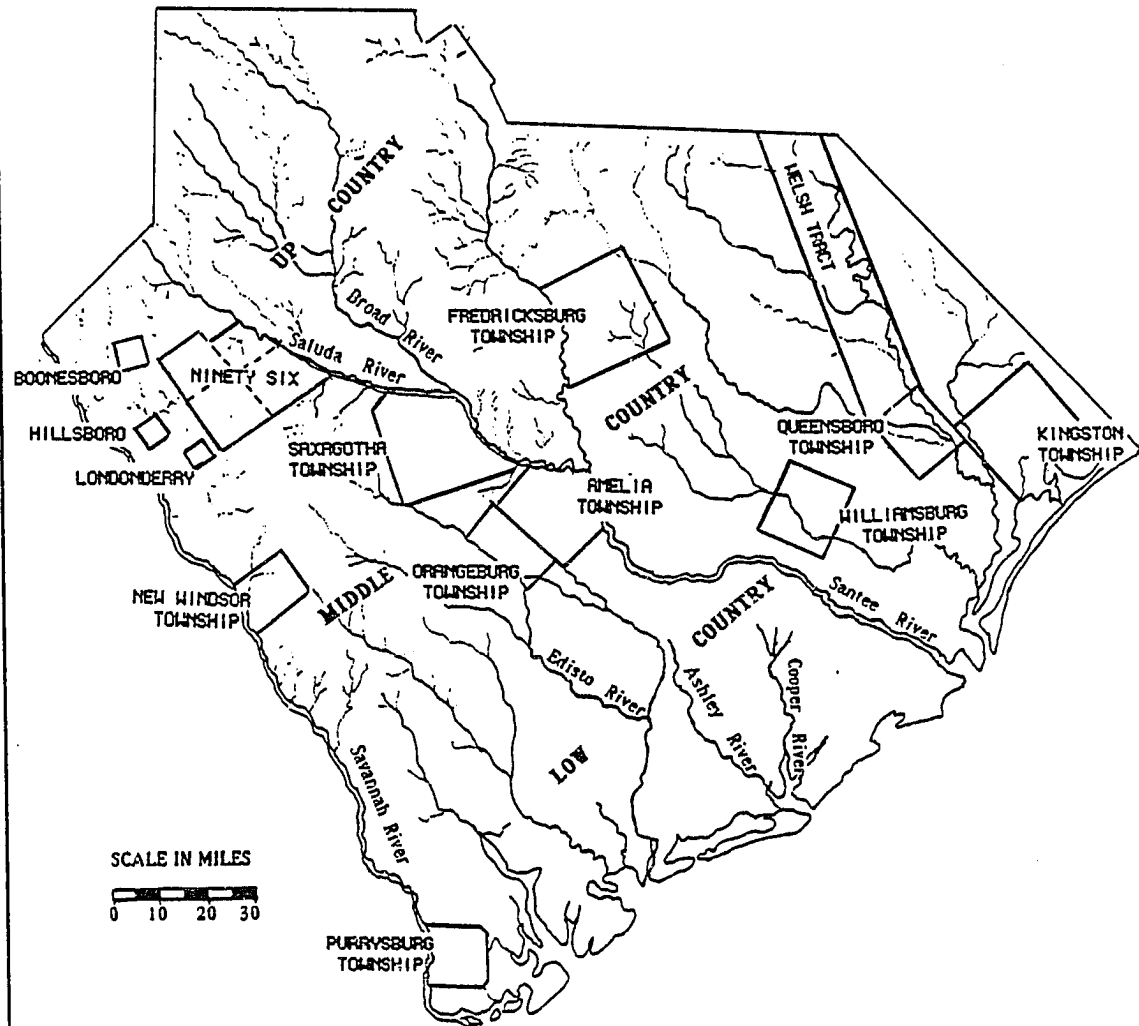 UP COUNTRY
WELSH TRACT
Broad River
FREDRICKSBURG
TOWNSHIP
Saluda River
BOONESBORO
NINETY SIX
HILLSBORO
LONDONDERRY
SAXAGOTHA
TOWNSHIP
MIDDLE COUNTRY
QUEENSBORO
TOWNSHIP
KINGSTON
TOWNSHIP
AMELIA
TOWNSHIP
WILLIAMSBURG
TOWNSHIP
NEW WINDSOR
TOWNSHIP
ORANGEBURG
TOWNSHIP
LOW COUNTRY
Santee River
Edisto River
Ashley River
Cooper River
Savannah River
SCALE IN MILES
0 10 20 30
PURRYSBURG
TOWNSHIP